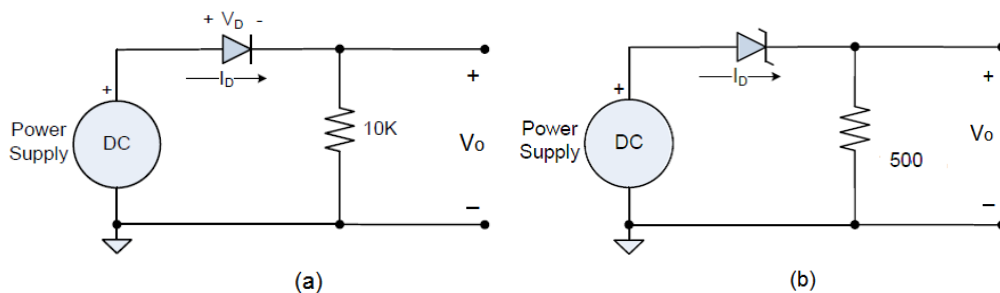 + V_D -
I_D
+
Power
Supply
DC
10K
+
Vo
−
(a)
I_D
+
Power
Supply
DC
500
+
Vo
−
(b)